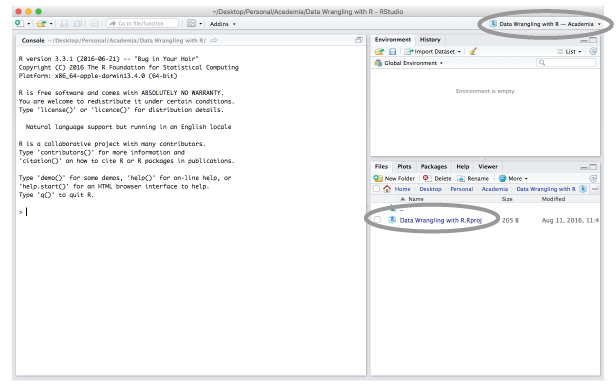 ~/Desktop/Personal/Academia/Data Wrangling with R - RStudio
Go to file/function
Addins
Data Wrangling with R — Academia
Console ~/Desktop/Personal/Academia/Data Wrangling with R/
R version 3.3.1 (2016-06-21) -- "Bug in Your Hair"
Copyright (C) 2016 The R Foundation for Statistical Computing
Platform: x86_64-apple-darwin13.4.0 (64-bit)
R is free software and comes with ABSOLUTELY NO WARRANTY.
You are welcome to redistribute it under certain conditions.
Type 'license()' or 'licence()' for distribution details.
Natural language support but running in an English locale
R is a collaborative project with many contributors.
Type 'contributors()' for more information and
'citation()' on how to cite R or R packages in publications.
Type 'demo()' for some demos, 'help()' for on-line help, or
'help.start()' for an HTML browser interface to help.
Type 'q()' to quit R.
>
Environment History
Import Dataset List
Global Environment
Environment is empty
Files Plots Packages Help Viewer
New Folder Delete Rename More
Home Desktop Personal Academia Data Wrangling with R
Name Size Modified
..
Data Wrangling with R.Rproj 205 B Aug 11, 2016, 11:4